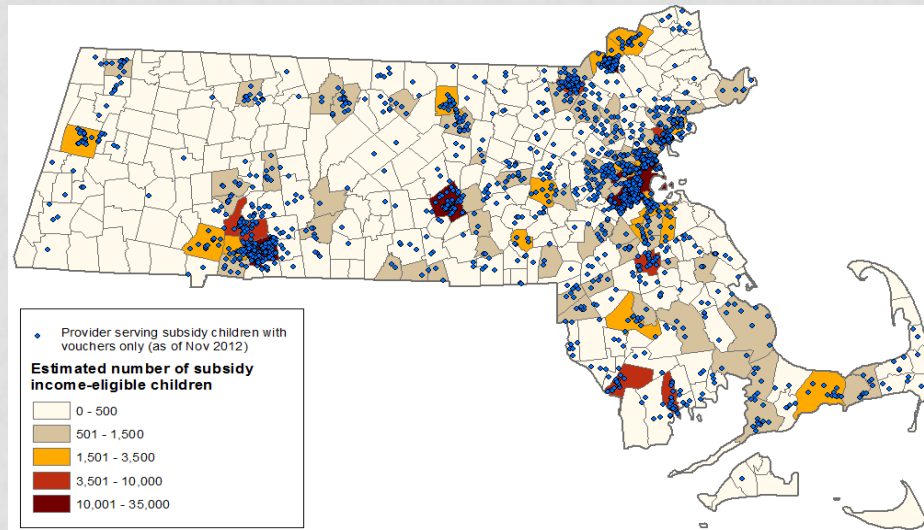 Provider serving subsidy children with
vouchers only (as of Nov 2012)
Estimated number of subsidy
income-eligible children
0 - 500
501 - 1,500
1,501 - 3,500
3,501 - 10,000
10,001 - 35,000